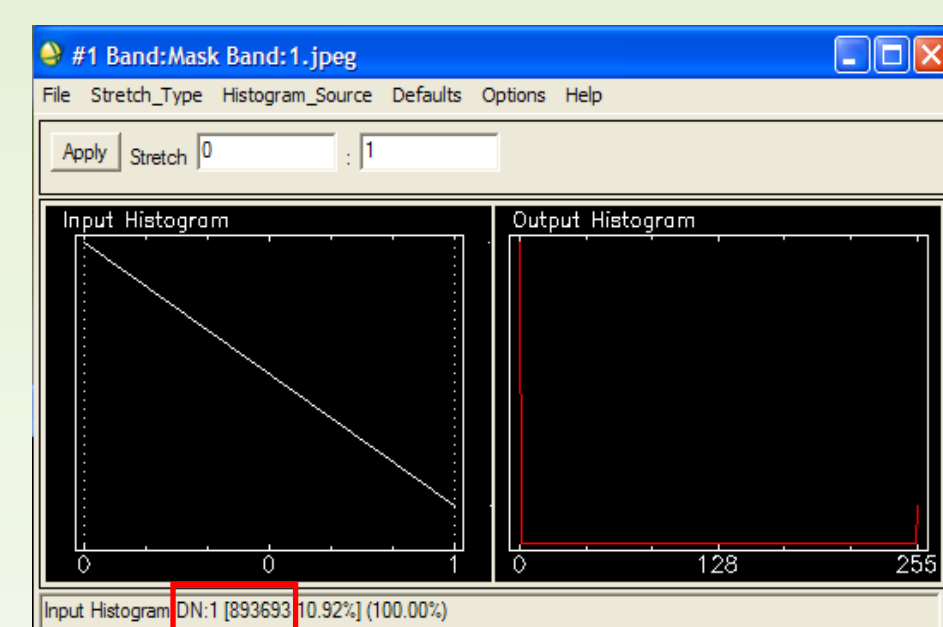 #1 Band:Mask Band:1.jpeg
File Stretch_Type Histogram_Source Defaults Options Help
Apply Stretch 0 : 1
Input Histogram
0 0 1
Output Histogram
0 128 255
Input Histogram DN:1 [893693 10.92%] (100.00%)